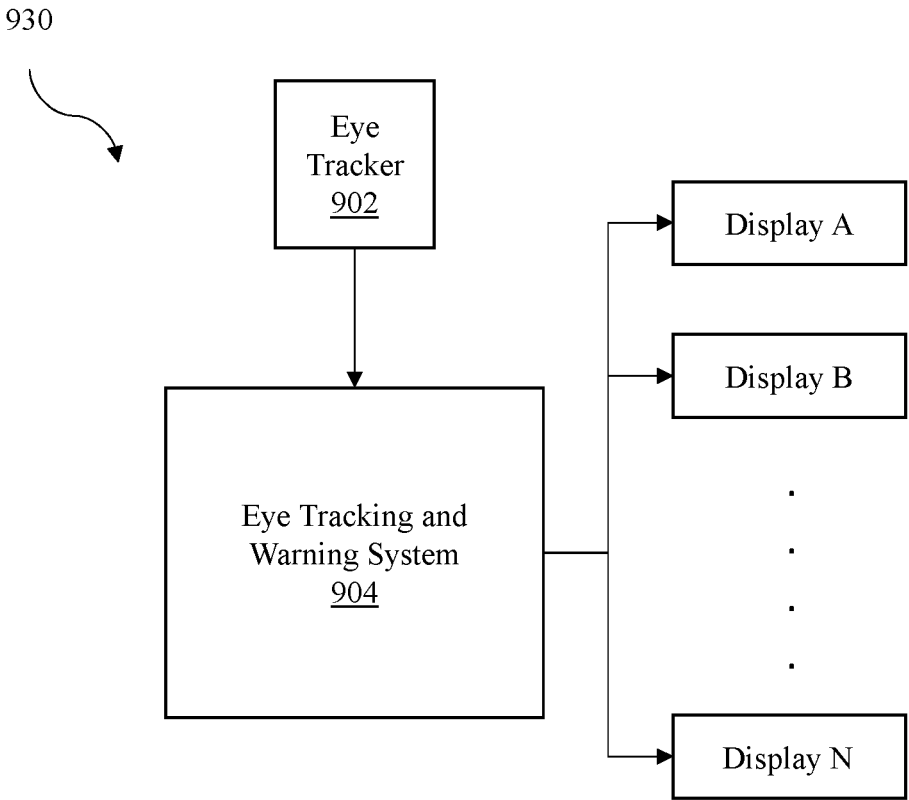 930
Eye
Tracker
902
Display A
Display B
Eye Tracking and
Warning System
904
Display N